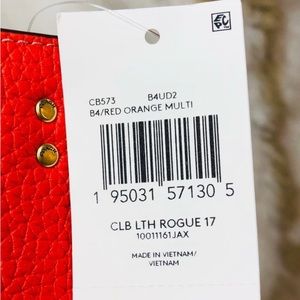 CB573 B4UD2
B4/RED ORANGE MULTI
1 95031 57130 5
CLB LTH ROGUE 17
10011161JAX
MADE IN VIETNAM/
VIETNAM